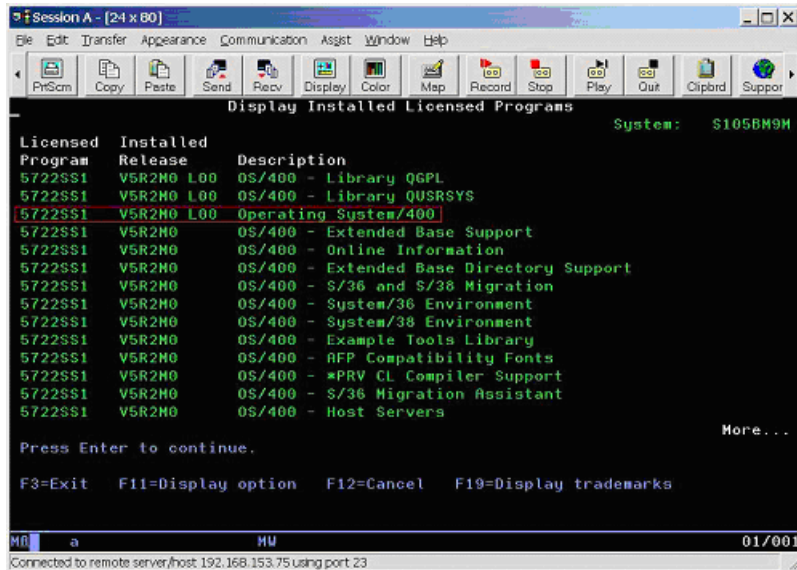 Session A - [24 x 80]
File Edit Transfer Appearance Communication Assist Window Help
PrtScrn Copy Paste Send Recv Display Color Map Record Stop Play Quit Clipbrd Suppor
Display Installed Licensed Programs
System: S105BM9M
Licensed Installed
Program Release Description
5722SS1 V5R2M0 L00 OS/400 - Library QGPL
5722SS1 V5R2M0 L00 OS/400 - Library QUSRSYS
5722SS1 V5R2M0 L00 Operating System/400
5722SS1 V5R2M0 OS/400 - Extended Base Support
5722SS1 V5R2M0 OS/400 - Online Information
5722SS1 V5R2M0 OS/400 - Extended Base Directory Support
5722SS1 V5R2M0 OS/400 - S/36 and S/38 Migration
5722SS1 V5R2M0 OS/400 - System/36 Environment
5722SS1 V5R2M0 OS/400 - System/38 Environment
5722SS1 V5R2M0 OS/400 - Example Tools Library
5722SS1 V5R2M0 OS/400 - AFP Compatibility Fonts
5722SS1 V5R2M0 OS/400 - *PRV CL Compiler Support
5722SS1 V5R2M0 OS/400 - S/36 Migration Assistant
5722SS1 V5R2M0 OS/400 - Host Servers
More...
Press Enter to continue.
F3=Exit F11=Display option F12=Cancel F19=Display trademarks
a MW 01/001
Connected to remote server/host 192.168.153.75 using port 23